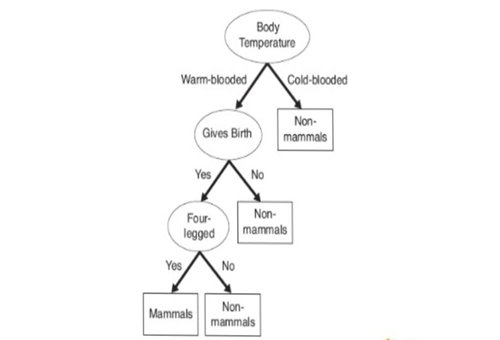 Body
Temperature
Warm-blooded
Cold-blooded
Gives Birth
Non-
mammals
Yes
No
Four-
legged
Non-
mammals
Yes
No
Mammals
Non-
mammals